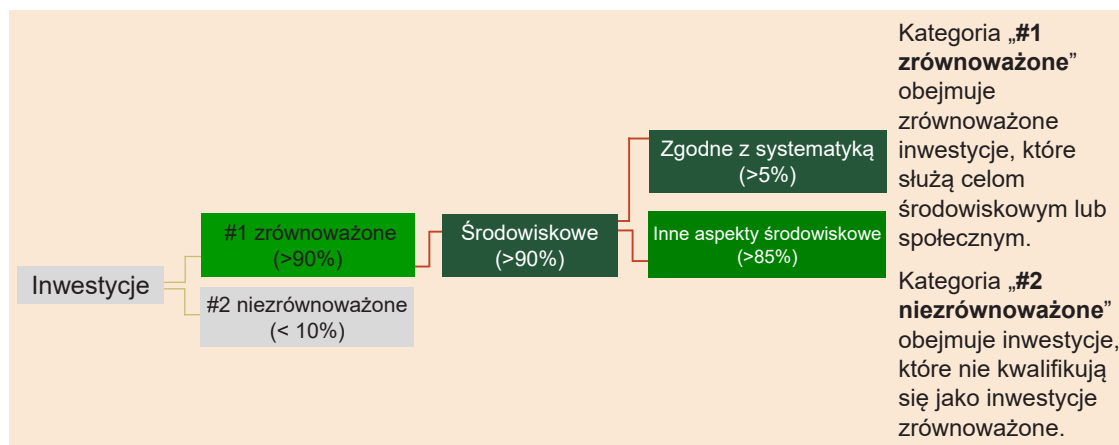 Inwestycje
#1 zrównoważone
(>90%)
#2 niezrównoważone
(< 10%)
Środowiskowe
(>90%)
Zgodne z systematyką
(>5%)
Inne aspekty środowiskowe
(>85%)
Kategoria „#1
zrównoważone”
obejmuje
zrównoważone
inwestycje, które
służą celom
środowiskowym lub
społecznym.
Kategoria „#2
niezrównoważone”
obejmuje inwestycje,
które nie kwalifikują
się jako inwestycje
zrównoważone.